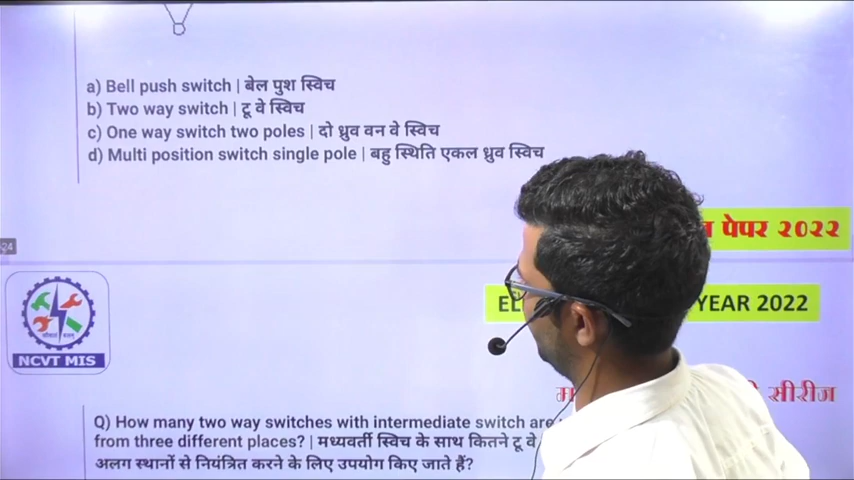 a) Bell push switch | बेल पुश स्विच
b) Two way switch | टू वे स्विच
c) One way switch two poles | दो ध्रुव वन वे स्विच
d) Multi position switch single pole | बहु स्थिति एकल ध्रुव स्विच
पेपर २०२२
24
YEAR 2022
NCVT MIS
सीरीज
Q) How many two way switches with intermediate switch are
from three different places? | मध्यवर्ती स्विच के साथ कितने टू वे
अलग स्थानों से नियंत्रित करने के लिए उपयोग किए जाते हैं?